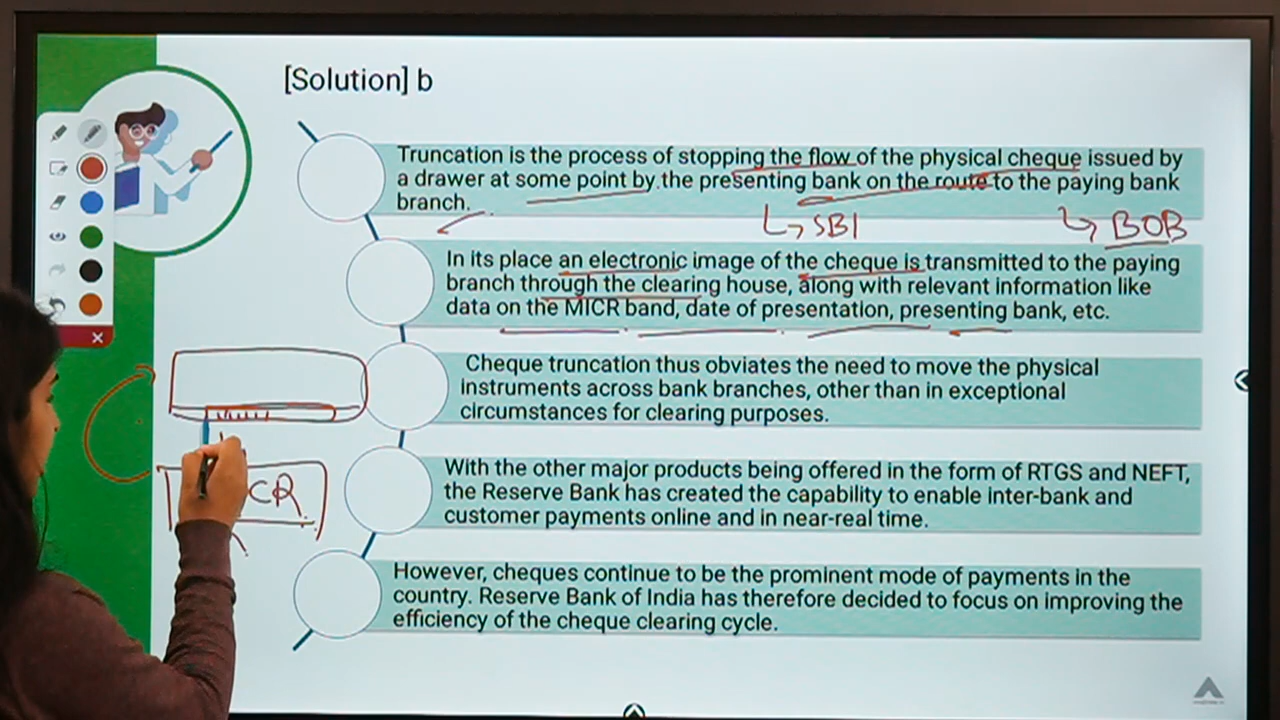 [Solution] b
Truncation is the process of stopping the flow of the physical cheque issued by
a drawer at some point by the presenting bank on the route to the paying bank
branch.
SBI
BOB
In its place an electronic image of the cheque is transmitted to the paying
branch through the clearing house, along with relevant information like
data on the MICR band, date of presentation, presenting bank, etc.
Cheque truncation thus obviates the need to move the physical
instruments across bank branches, other than in exceptional
circumstances for clearing purposes.
With the other major products being offered in the form of RTGS and NEFT,
the Reserve Bank has created the capability to enable inter-bank and
customer payments online and in near-real time.
CR
However, cheques continue to be the prominent mode of payments in the
country. Reserve Bank of India has therefore decided to focus on improving the
efficiency of the cheque clearing cycle.